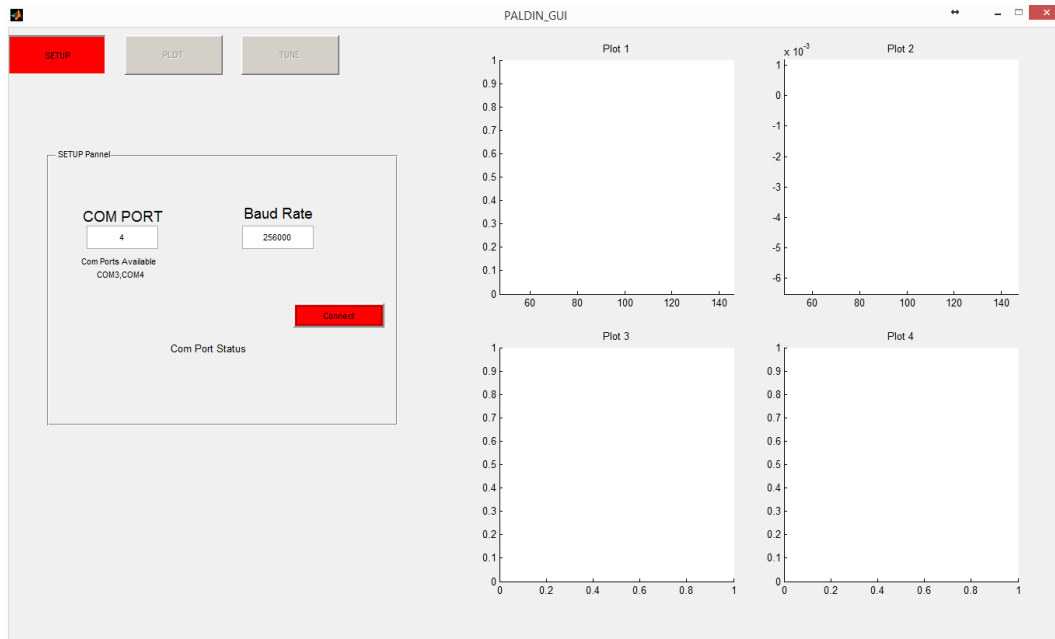 PALDIN_GUI
SETUP
PLOT
TUNE
SETUP Pannel
COM PORT
Baud Rate
4
256000
Com Ports Available
COM3,COM4
Connect
Com Port Status
Plot 1
1
0.9
0.8
0.7
0.6
0.5
0.4
0.3
0.2
0.1
0
60 80 100 120 140
Plot 2
x 10^-3
1
0
-1
-2
-3
-4
-5
-6
60 80 100 120 140
Plot 3
1
0.9
0.8
0.7
0.6
0.5
0.4
0.3
0.2
0.1
0
0 0.2 0.4 0.6 0.8 1
Plot 4
1
0.9
0.8
0.7
0.6
0.5
0.4
0.3
0.2
0.1
0
0 0.2 0.4 0.6 0.8 1